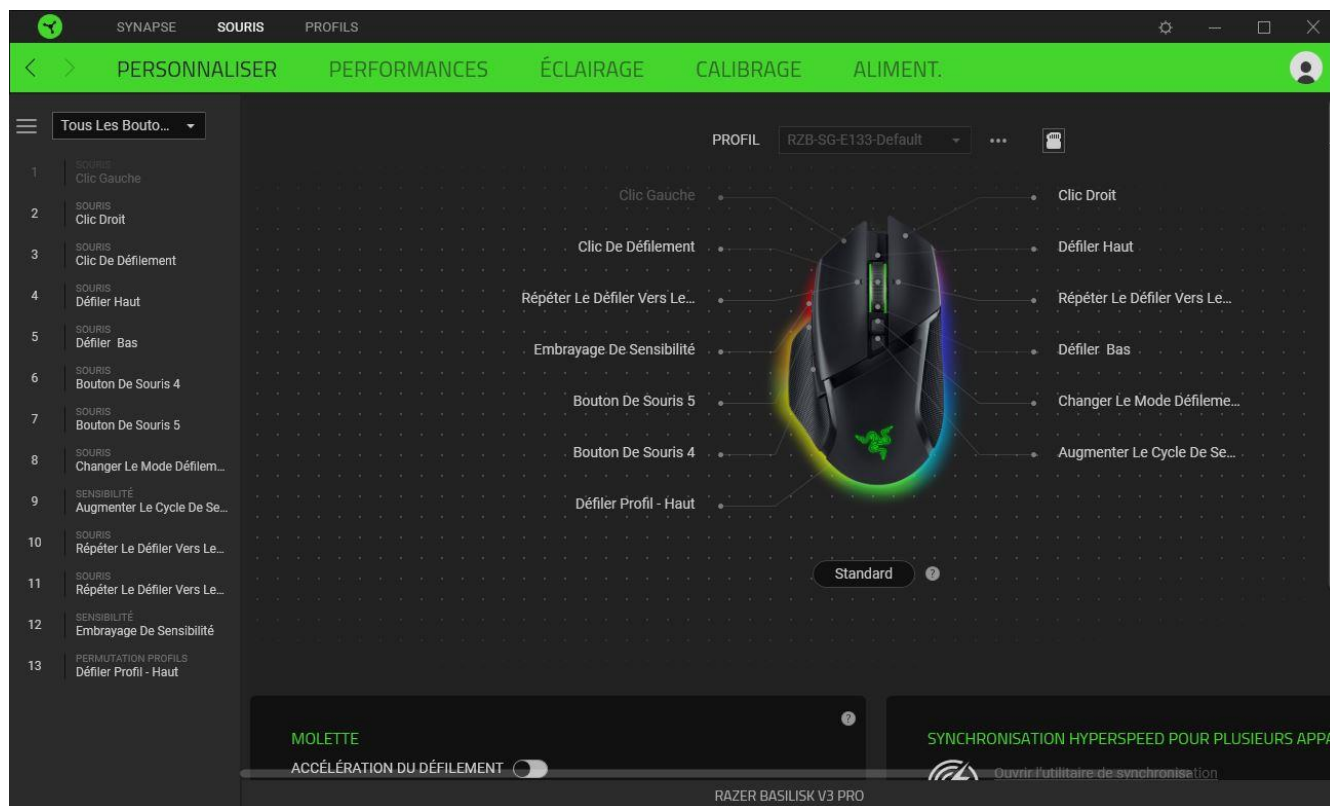 SYNAPSE SOURIS PROFILS
PERSONNALISER PERFORMANCES ÉCLAIRAGE CALIBRAGE ALIMENT.
Tous Les Bouto...
1 SOURIS
Clic Gauche
2 SOURIS
Clic Droit
3 SOURIS
Clic De Défilement
4 SOURIS
Défiler Haut
5 SOURIS
Défiler Bas
6 SOURIS
Bouton De Souris 4
7 SOURIS
Bouton De Souris 5
8 SOURIS
Changer Le Mode Défilem...
9 SENSIBILITÉ
Augmenter Le Cycle De Se...
10 SOURIS
Répéter Le Défiler Vers Le...
11 SOURIS
Répéter Le Défiler Vers Le...
12 SENSIBILITÉ
Embrayage De Sensibilité
13 PERMUTATION PROFILS
Défiler Profil - Haut
PROFIL RZB-SG-E133-Default
Clic Gauche
Clic De Défilement
Répéter Le Défiler Vers Le...
Embrayage De Sensibilité
Bouton De Souris 5
Bouton De Souris 4
Défiler Profil - Haut
Clic Droit
Défiler Haut
Répéter Le Défiler Vers Le...
Défiler Bas
Changer Le Mode Défileme...
Augmenter Le Cycle De Se...
Standard ?
MOLETTE ?
ACCÉLÉRATION DU DÉFILEMENT
SYNCHRONISATION HYPERSPEED POUR PLUSIEURS APPA
Ouvrir l'utilitaire de synchronisation
RAZER BASILISK V3 PRO